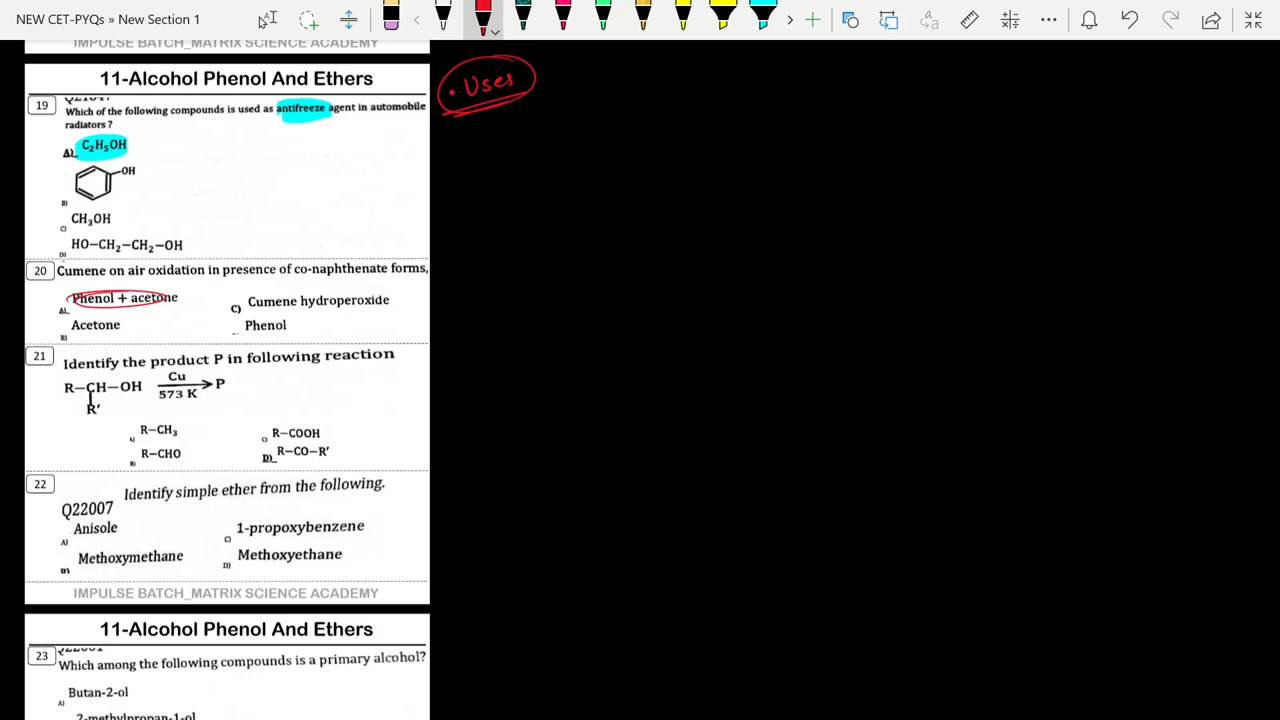 NEW CET-PYQs » New Section 1
IMPULSE BATCH_MATRIX SCIENCE ACADEMY
11-Alcohol Phenol And Ethers
• Uses
19
Which of the following compounds is used as antifreeze agent in automobile
radiators ?
A) C₂H₅OH
B) OH
C) CH₃OH
D) HO–CH₂–CH₂–OH
20 Cumene on air oxidation in presence of co-naphthenate forms,
A) Phenol + acetone
C) Cumene hydroperoxide
B) Acetone
Phenol
21 Identify the product P in following reaction
R–CH–OH Cu 573 K → P
R'
A) R–CH₃
C) R–COOH
B) R–CHO
D) R–CO–R'
22 Identify simple ether from the following.
Q22007
A) Anisole
C) 1-propoxybenzene
B) Methoxymethane
D) Methoxyethane
IMPULSE BATCH_MATRIX SCIENCE ACADEMY
11-Alcohol Phenol And Ethers
23 Which among the following compounds is a primary alcohol?
A) Butan-2-ol
2-methylpropan-1-ol